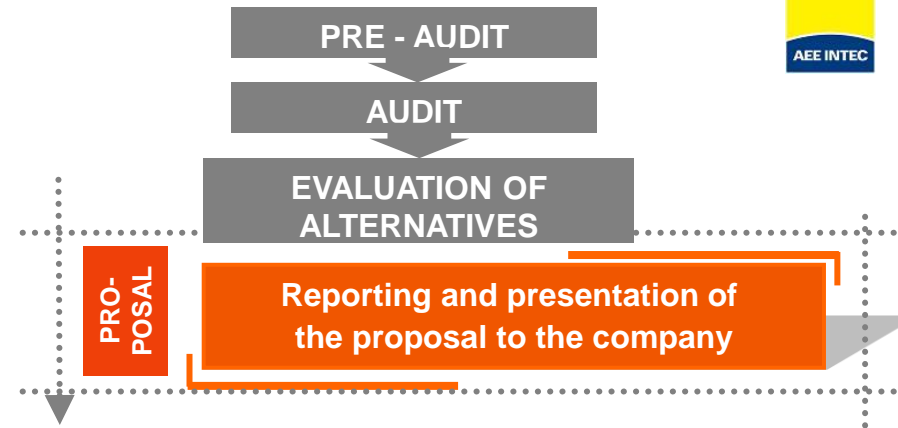 PRE - AUDIT
AEE INTEC
AUDIT
EVALUATION OF
ALTERNATIVES
PRO-
POSAL
Reporting and presentation of
the proposal to the company